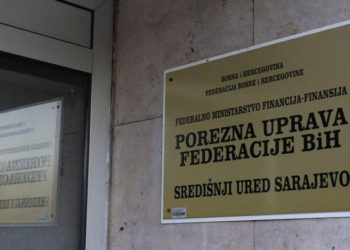 BOSNA I HERCEGOVINA
FEDERACIJA BOSNE I HERCEGOVINE
FEDERALNO MINISTARSTVO FINANCIJA-FINANSIJA
POREZNA UPRAVA
FEDERACIJE BiH
SREDIŠNJI URED SARAJEVO